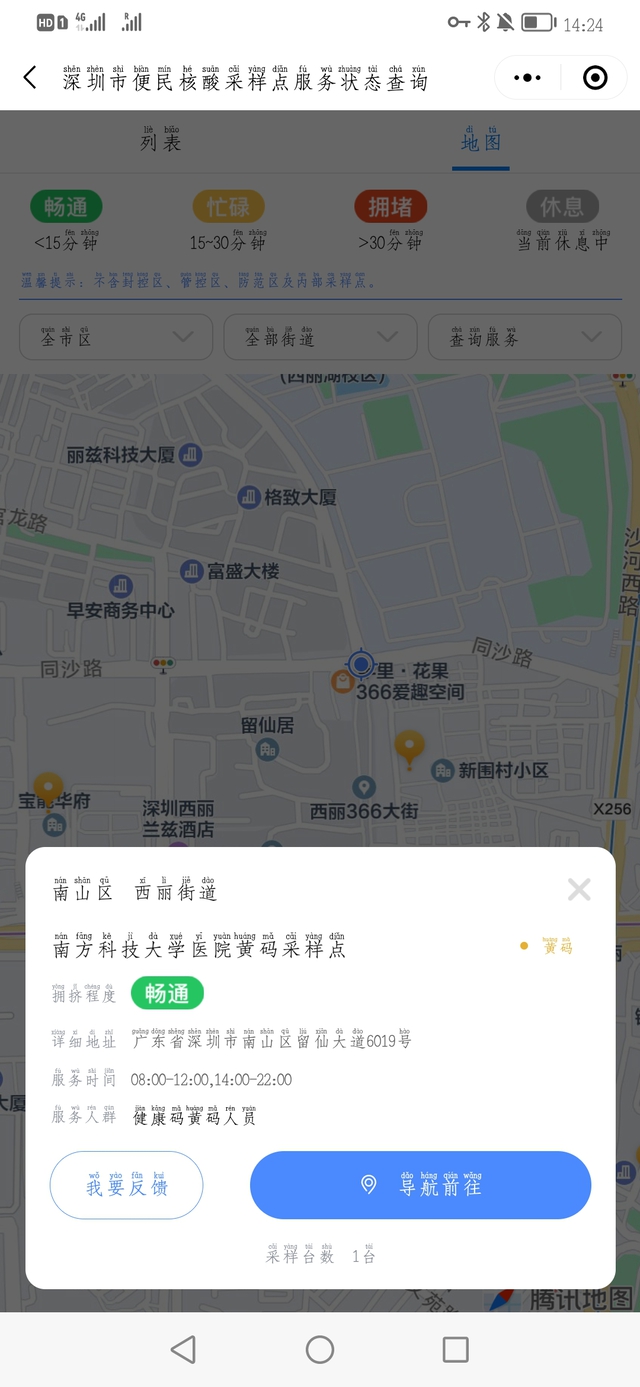 HD 1 4G R 14:24
深圳市便民核酸采样点服务状态查询
列表 地图
畅通 忙碌 拥堵 休息
<15分钟 15-30分钟 >30分钟 当前休息中
温馨提示：不含封控区、管控区、防范区及内部采样点。
全市区 全部街道 查询服务
(西丽湖校区)
丽兹科技大厦
格致大厦
官龙路
沙河西路
富盛大楼
早安商务中心
同沙路
同沙路
里·花果
366爱趣空间
留仙居
新围村小区
宝能华府
深圳西丽
兰兹酒店
西丽366大街
X256
南山区 西丽街道
南方科技大学医院黄码采样点 黄码
拥挤程度 畅通
详细地址 广东省深圳市南山区留仙大道6019号
服务时间 08:00-12:00,14:00-22:00
服务人群 健康码黄码人员
大厦
我要反馈 导航前往
采样台数 1台
腾讯地图